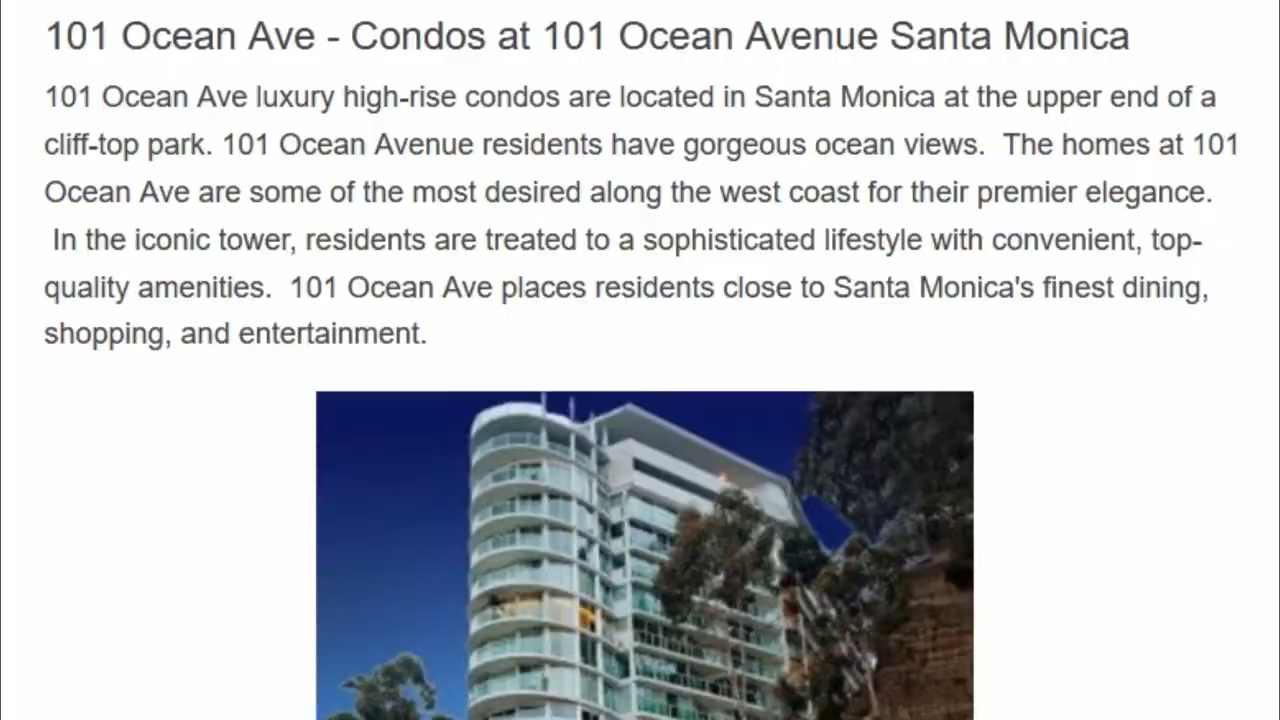 101 Ocean Ave - Condos at 101 Ocean Avenue Santa Monica
101 Ocean Ave luxury high-rise condos are located in Santa Monica at the upper end of a
cliff-top park. 101 Ocean Avenue residents have gorgeous ocean views.  The homes at 101
Ocean Ave are some of the most desired along the west coast for their premier elegance.
In the iconic tower, residents are treated to a sophisticated lifestyle with convenient, top-
quality amenities.  101 Ocean Ave places residents close to Santa Monica's finest dining,
shopping, and entertainment.